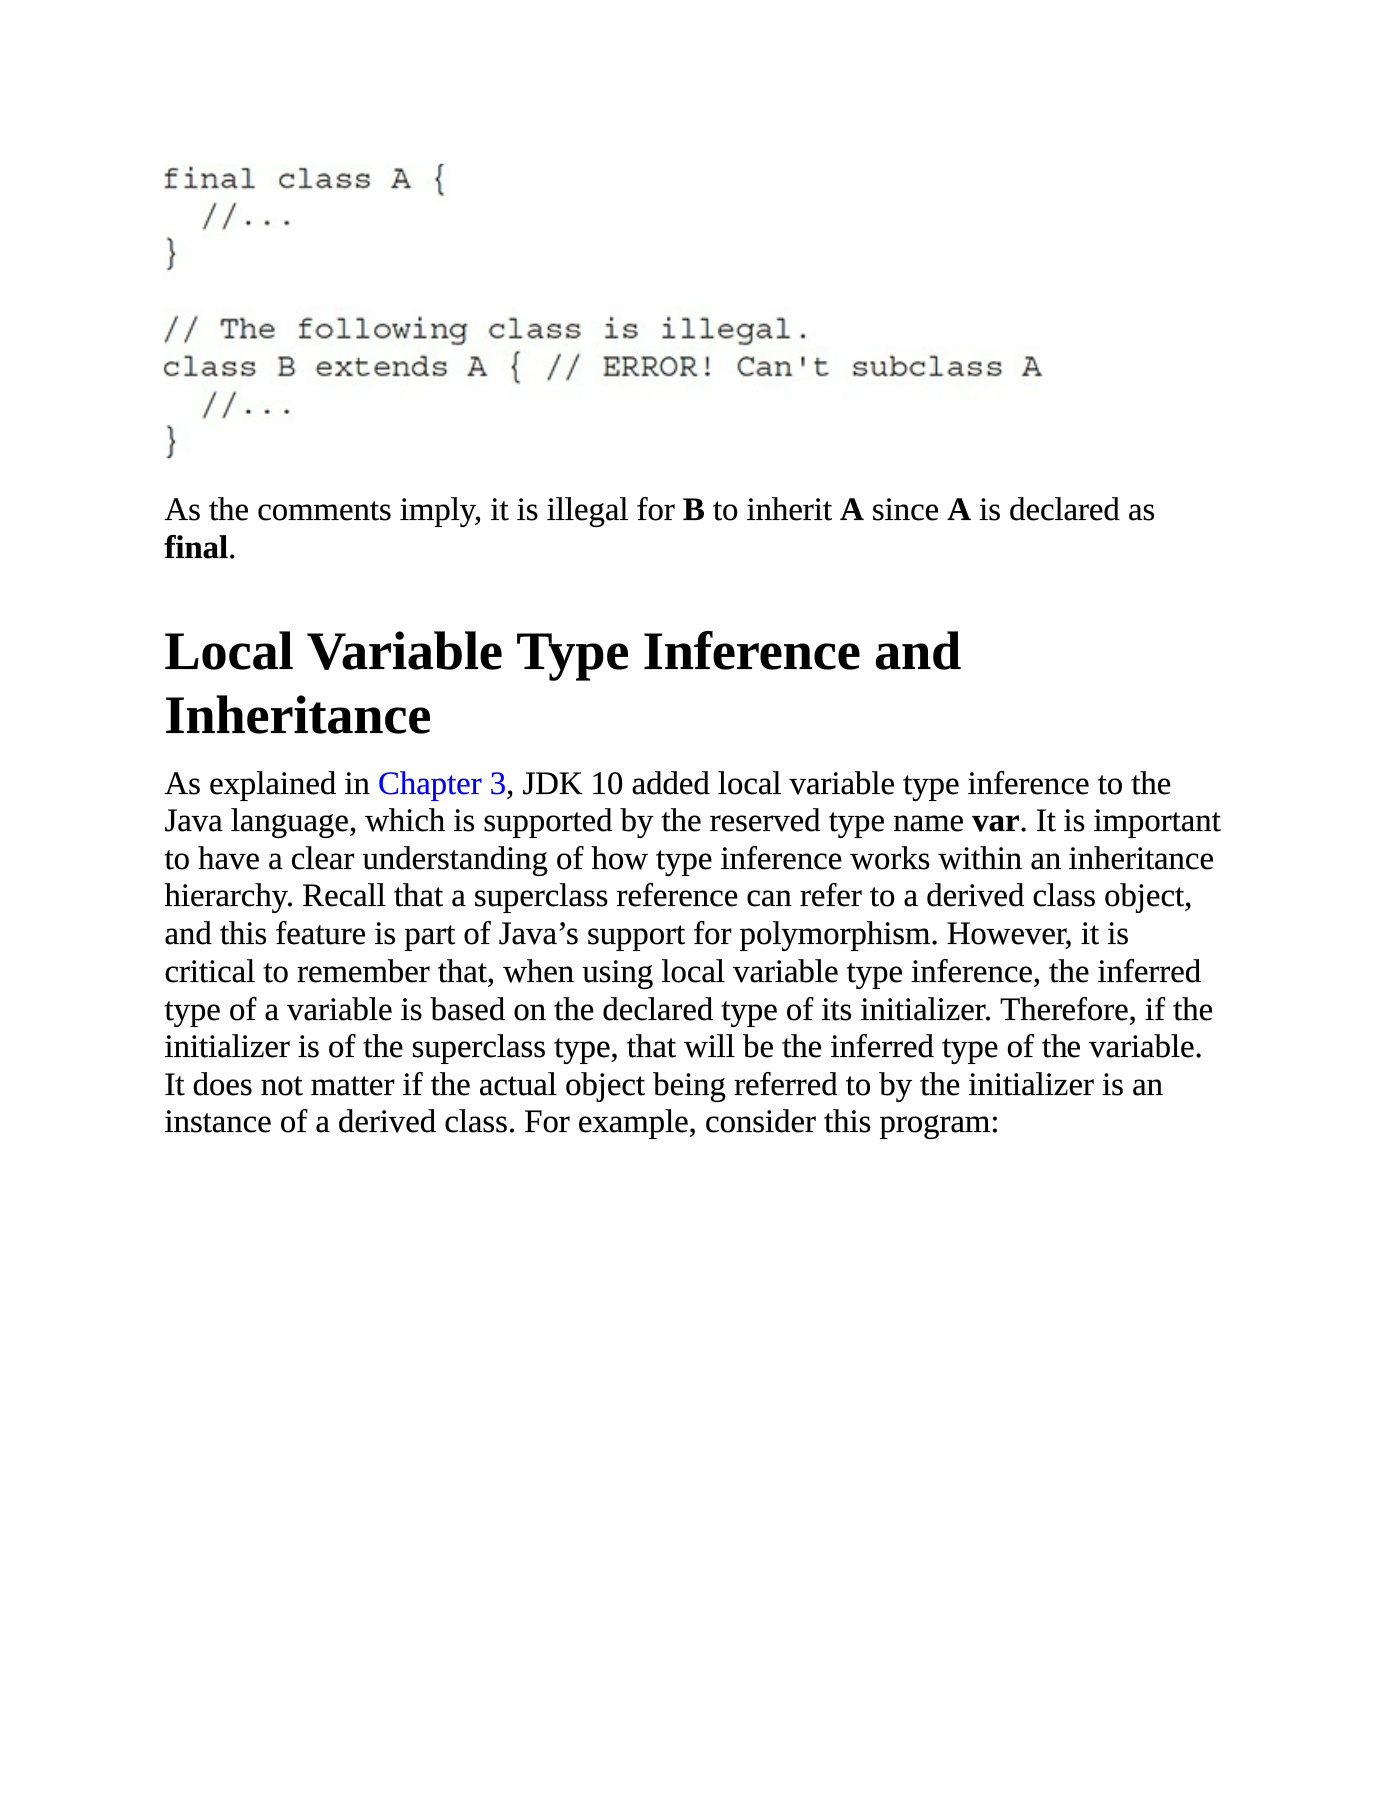 final class A {
  //...
}
// The following class is illegal.
class B extends A { // ERROR! Can't subclass A
  //...
}
As the comments imply, it is illegal for B to inherit A since A is declared as
final.
Local Variable Type Inference and
Inheritance
As explained in Chapter 3, JDK 10 added local variable type inference to the
Java language, which is supported by the reserved type name var. It is important
to have a clear understanding of how type inference works within an inheritance
hierarchy. Recall that a superclass reference can refer to a derived class object,
and this feature is part of Java’s support for polymorphism. However, it is
critical to remember that, when using local variable type inference, the inferred
type of a variable is based on the declared type of its initializer. Therefore, if the
initializer is of the superclass type, that will be the inferred type of the variable.
It does not matter if the actual object being referred to by the initializer is an
instance of a derived class. For example, consider this program: